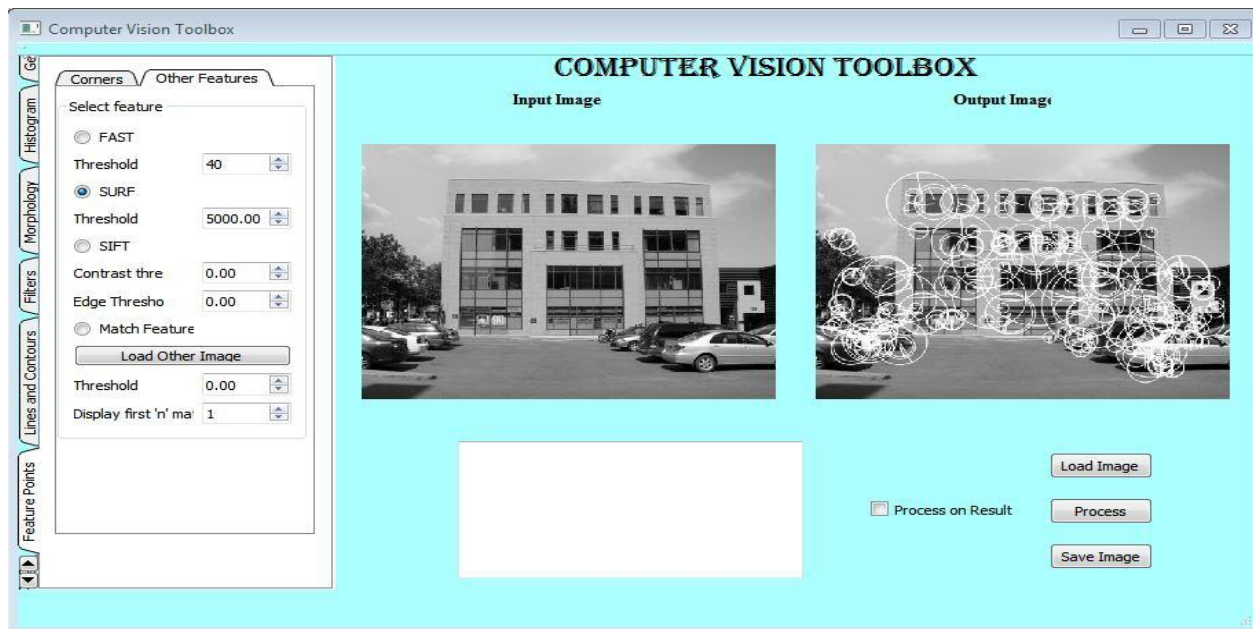 Computer Vision Toolbox
Gé
Histogram
Morphology
Filters
Lines and Contours
Feature Points
Corners
Other Features
Select feature
FAST
Threshold
40
SURF
Threshold
5000.00
SIFT
Contrast thre
0.00
Edge Thresho
0.00
Match Feature
Load Other Image
Threshold
0.00
Display first 'n' ma
1
COMPUTER VISION TOOLBOX
Input Image
Output Image
Process on Result
Load Image
Process
Save Image